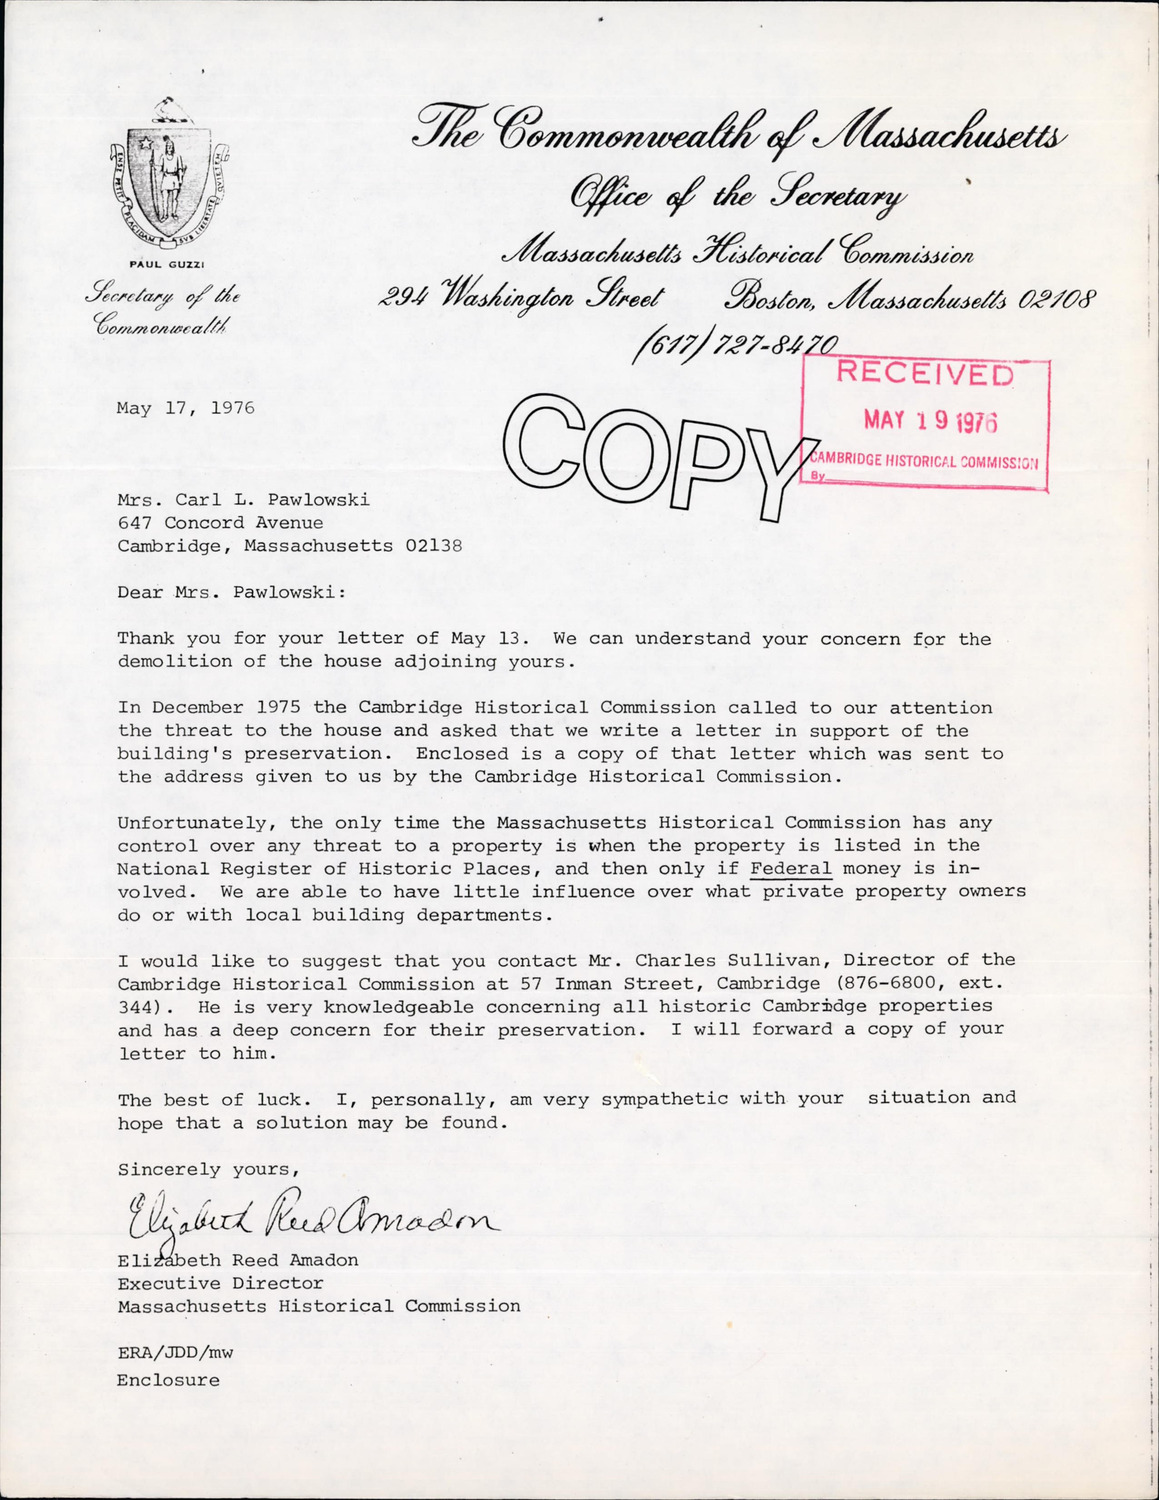 The Commonwealth of Massachusetts
Office of the Secretary
Massachusetts Historical Commission
294 Washington Street Boston, Massachusetts 02108
(617) 727-8470
ENSE PETIT PLACIDAM SVB LIBERTATE QVIETEM
PAUL GUZZI
Secretary of the
Commonwealth
RECEIVED
MAY 19 1976
CAMBRIDGE HISTORICAL COMMISSION
By
COPY
May 17, 1976
Mrs. Carl L. Pawlowski
647 Concord Avenue
Cambridge, Massachusetts 02138
Dear Mrs. Pawlowski:
Thank you for your letter of May 13. We can understand your concern for the
demolition of the house adjoining yours.
In December 1975 the Cambridge Historical Commission called to our attention
the threat to the house and asked that we write a letter in support of the
building's preservation. Enclosed is a copy of that letter which was sent to
the address given to us by the Cambridge Historical Commission.
Unfortunately, the only time the Massachusetts Historical Commission has any
control over any threat to a property is when the property is listed in the
National Register of Historic Places, and then only if Federal money is in-
volved. We are able to have little influence over what private property owners
do or with local building departments.
I would like to suggest that you contact Mr. Charles Sullivan, Director of the
Cambridge Historical Commission at 57 Inman Street, Cambridge (876-6800, ext.
344). He is very knowledgeable concerning all historic Cambridge properties
and has a deep concern for their preservation. I will forward a copy of your
letter to him.
The best of luck. I, personally, am very sympathetic with your situation and
hope that a solution may be found.
Sincerely yours,
Elizabeth Reed Amadon
Elizabeth Reed Amadon
Executive Director
Massachusetts Historical Commission
ERA/JDD/mw
Enclosure